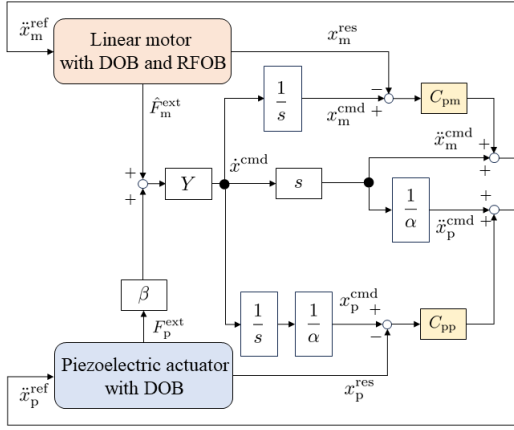 ẍ_m^ref
Linear motor
with DOB and RFOB
x_m^res
F̂_m^ext
1/s
−
x_m^cmd
+
C_pm
ẍ_m^cmd
+
+
+
+
Y
ẋ^cmd
s
1/α
ẍ_p^cmd
+
+
β
F_p^ext
1/s
1/α
x_p^cmd
+
−
C_pp
Piezoelectric actuator
with DOB
ẍ_p^ref
x_p^res